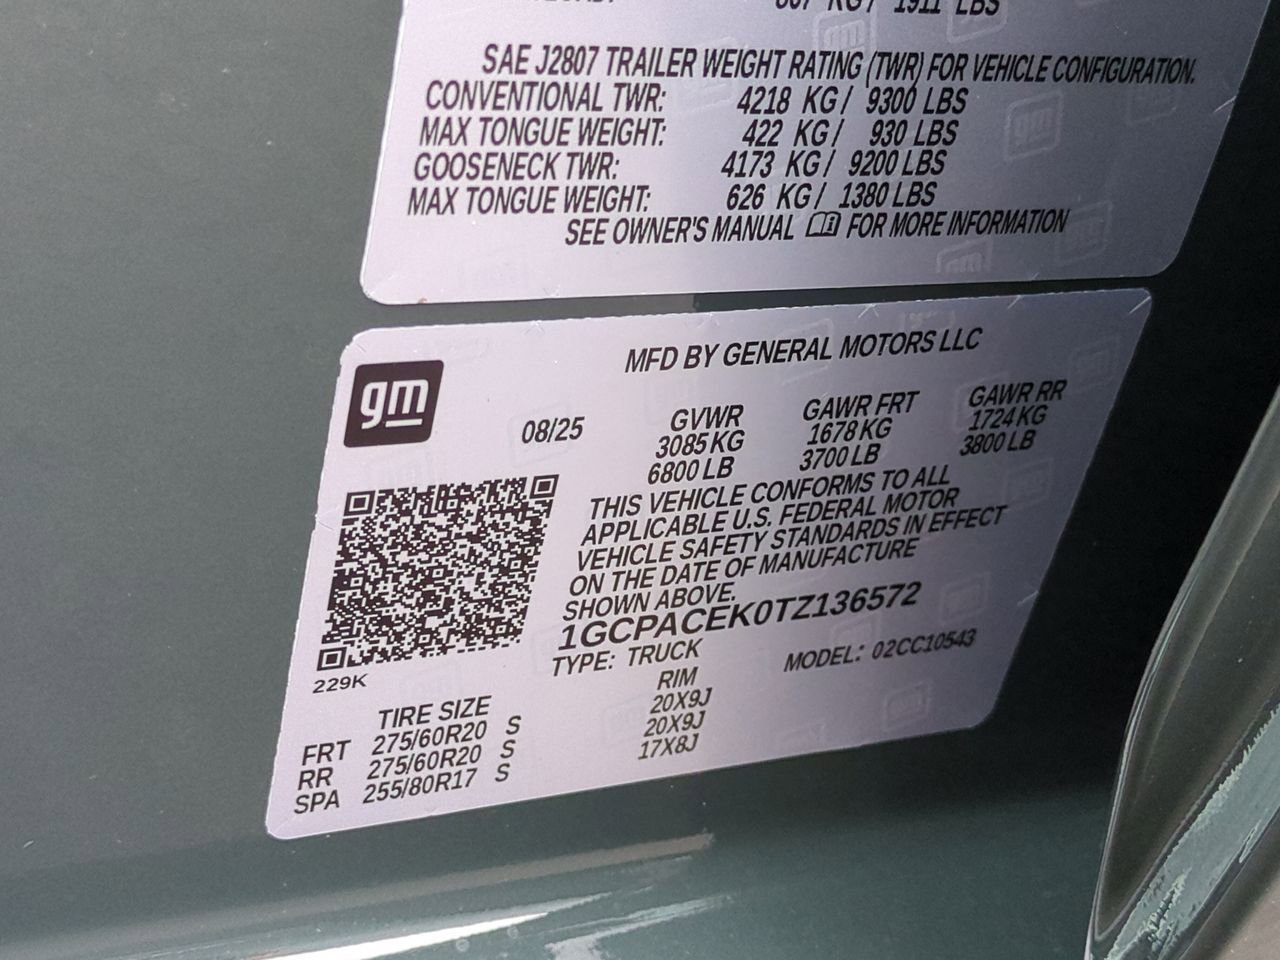 807 KG / 1911 LBS
SAE J2807 TRAILER WEIGHT RATING (TWR) FOR VEHICLE CONFIGURATION.
CONVENTIONAL TWR: 4218 KG / 9300 LBS
MAX TONGUE WEIGHT: 422 KG / 930 LBS
GOOSENECK TWR: 4173 KG / 9200 LBS
MAX TONGUE WEIGHT: 626 KG / 1380 LBS
SEE OWNER'S MANUAL FOR MORE INFORMATION
gm
MFD BY GENERAL MOTORS LLC
08/25 GVWR GAWR FRT GAWR RR
3085 KG 1678 KG 1724 KG
6800 LB 3700 LB 3800 LB
THIS VEHICLE CONFORMS TO ALL
APPLICABLE U.S. FEDERAL MOTOR
VEHICLE SAFETY STANDARDS IN EFFECT
ON THE DATE OF MANUFACTURE
SHOWN ABOVE.
1GCPACEK0TZ136572
229K
TYPE: TRUCK MODEL: 02CC10543
TIRE SIZE RIM
FRT 275/60R20 S 20X9J
RR 275/60R20 S 20X9J
SPA 255/80R17 S 17X8J